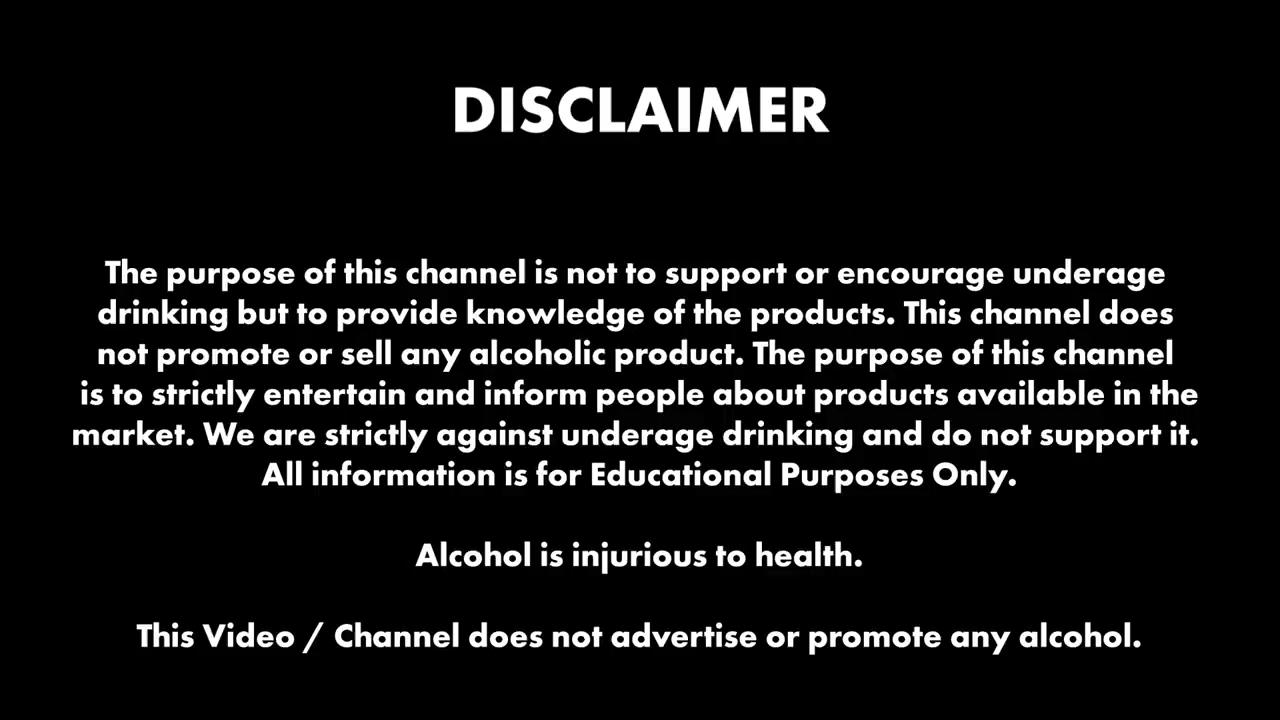 DISCLAIMER
The purpose of this channel is not to support or encourage underage
drinking but to provide knowledge of the products. This channel does
not promote or sell any alcoholic product. The purpose of this channel
is to strictly entertain and inform people about products available in the
market. We are strictly against underage drinking and do not support it.
All information is for Educational Purposes Only.
Alcohol is injurious to health.
This Video / Channel does not advertise or promote any alcohol.